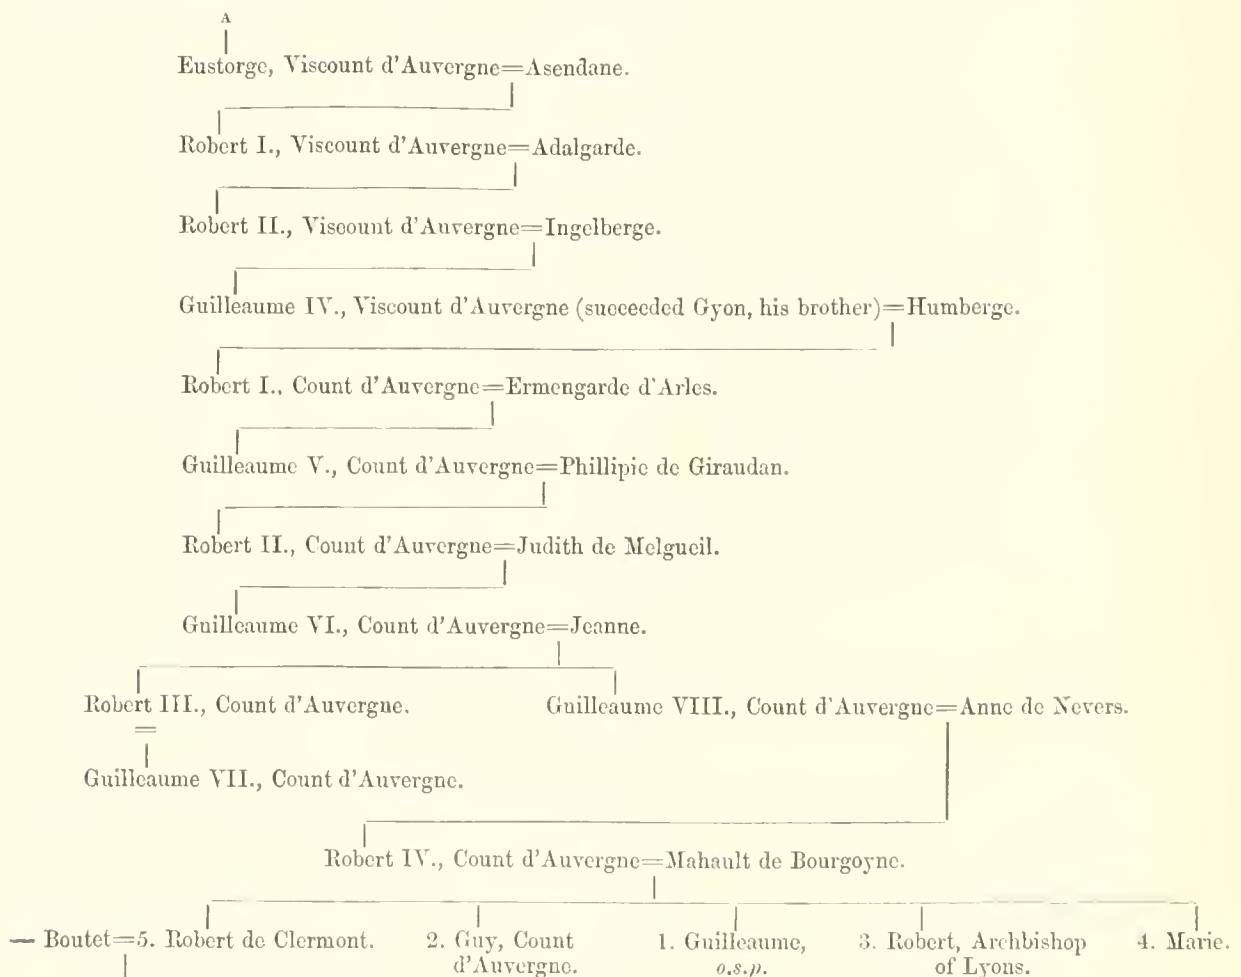 A
Eustorge, Viscount d'Auvergne=Asendane.
Robert I., Viscount d'Auvergne=Adalgarde.
Robert II., Viscount d'Auvergne=Ingelberge.
Guilleaume IV., Viscount d'Auvergne (succeeded Gyon, his brother)=Humberge.
Robert I., Count d'Auvergne=Ermengarde d'Arles.
Guilleaume V., Count d'Auvergne=Phillipie de Giraudan.
Robert II., Count d'Auvergne=Judith de Melgueil.
Guilleaume VI., Count d'Auvergne=Jeanne.
Robert III., Count d'Auvergne. Guilleaume VIII., Count d'Auvergne=Anne de Nevers.
=
Guilleaume VII., Count d'Auvergne.
Robert IV., Count d'Auvergne=Mahault de Bourgoyne.
— Boutet=5. Robert de Clermont. 2. Guy, Count 1. Guilleaume, 3. Robert, Archbishop 4. Marie.
d'Auvergne. o.s.p. of Lyons.